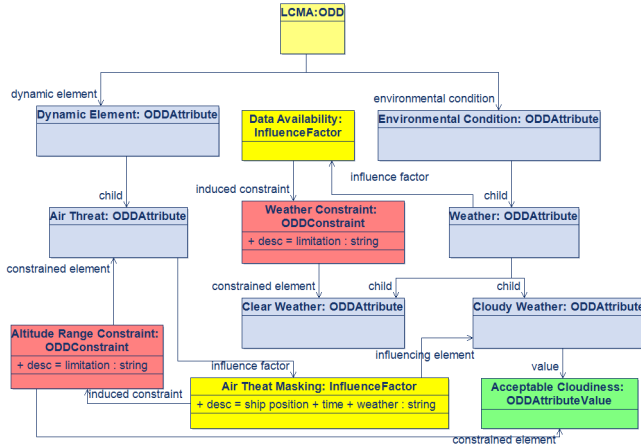 LCMA:ODD
dynamic element
environmental condition
Dynamic Element: ODDAttribute
Data Availability:
InfluenceFactor
Environmental Condition: ODDAttribute
influence factor
child
induced constraint
child
Air Threat: ODDAttribute
Weather Constraint:
ODDConstraint
+ desc = limitation : string
Weather: ODDAttribute
constrained element
constrained element
child
child
Clear Weather: ODDAttribute
Cloudy Weather: ODDAttribute
Altitude Range Constraint:
ODDConstraint
+ desc = limitation : string
influence factor
influencing element
value
induced constraint
Air Theat Masking: InfluenceFactor
+ desc = ship position + time + weather : string
Acceptable Cloudiness:
ODDAttributeValue
constrained element